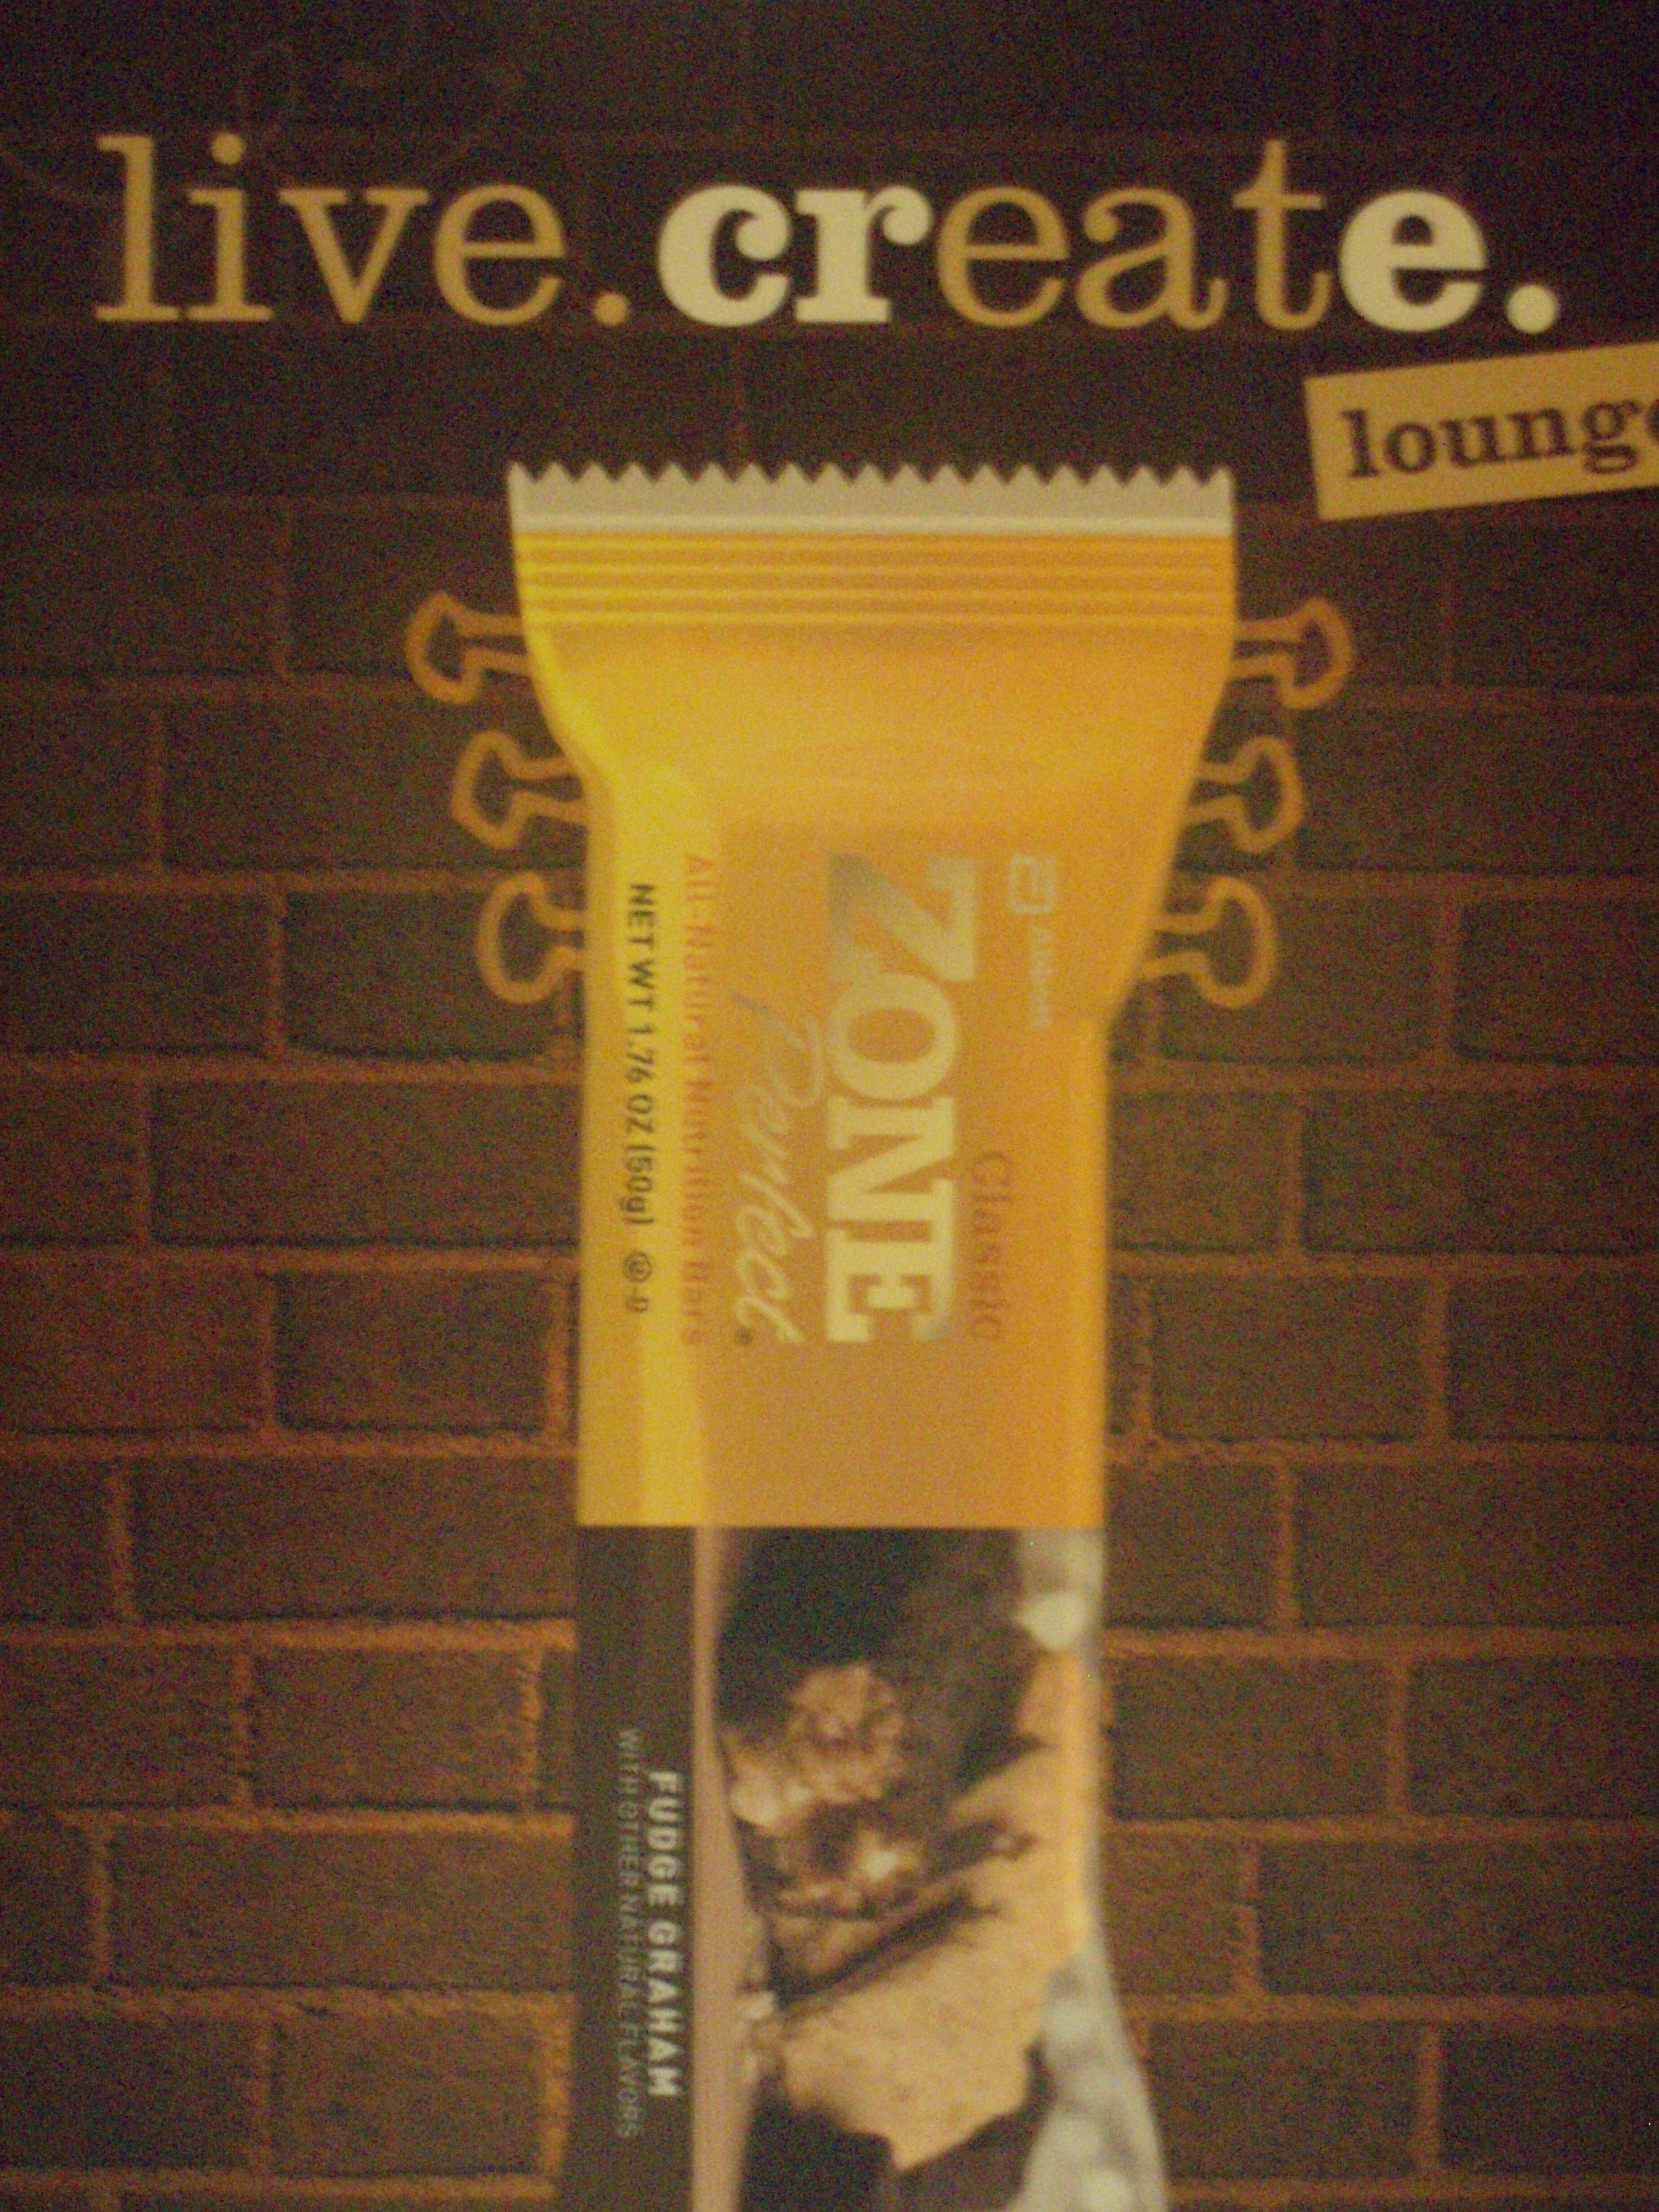 live.create.
lounge
Abbott
Classic
ZONE
Perfect®
All-Natural Nutrition Bars
NET WT 1.76 OZ (50g) Ⓤ-D
FUDGE GRAHAM
WITH OTHER NATURAL FLAVORS